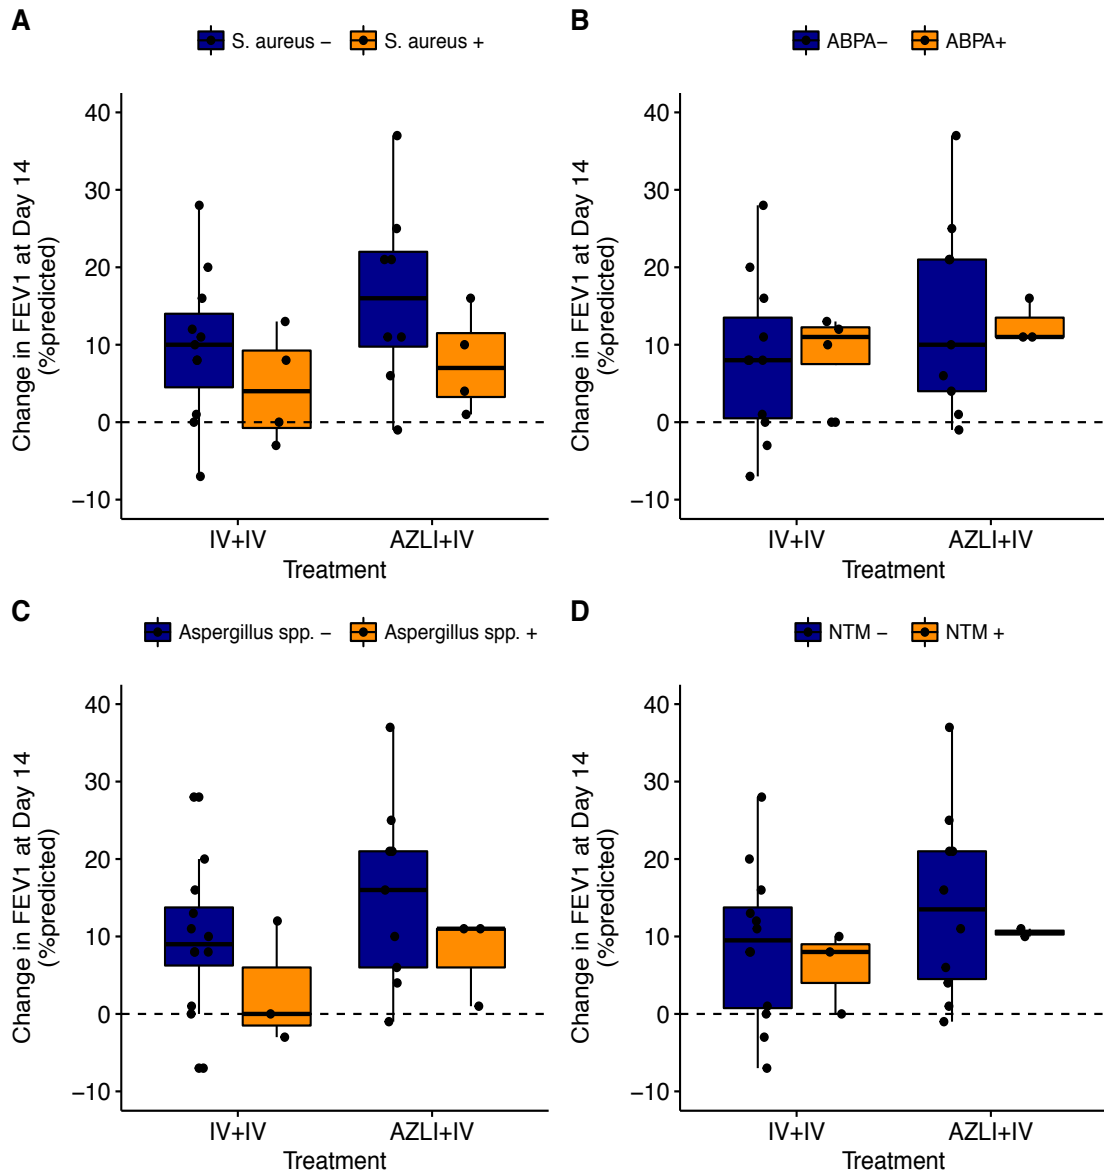 A
S. aureus − S. aureus +
Change in FEV1 at Day 14
(%predicted)
40
30
20
10
0
−10
IV+IV AZLI+IV
Treatment
B
ABPA− ABPA+
Change in FEV1 at Day 14
(%predicted)
40
30
20
10
0
−10
IV+IV AZLI+IV
Treatment
C
Aspergillus spp. − Aspergillus spp. +
Change in FEV1 at Day 14
(%predicted)
40
30
20
10
0
−10
IV+IV AZLI+IV
Treatment
D
NTM − NTM +
Change in FEV1 at Day 14
(%predicted)
40
30
20
10
0
−10
IV+IV AZLI+IV
Treatment